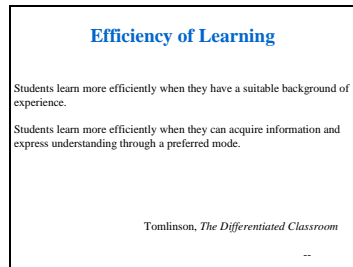 Efficiency of Learning
Students learn more efficiently when they have a suitable background of
experience.
Students learn more efficiently when they can acquire information and
express understanding through a preferred mode.
Tomlinson, The Differentiated Classroom
--